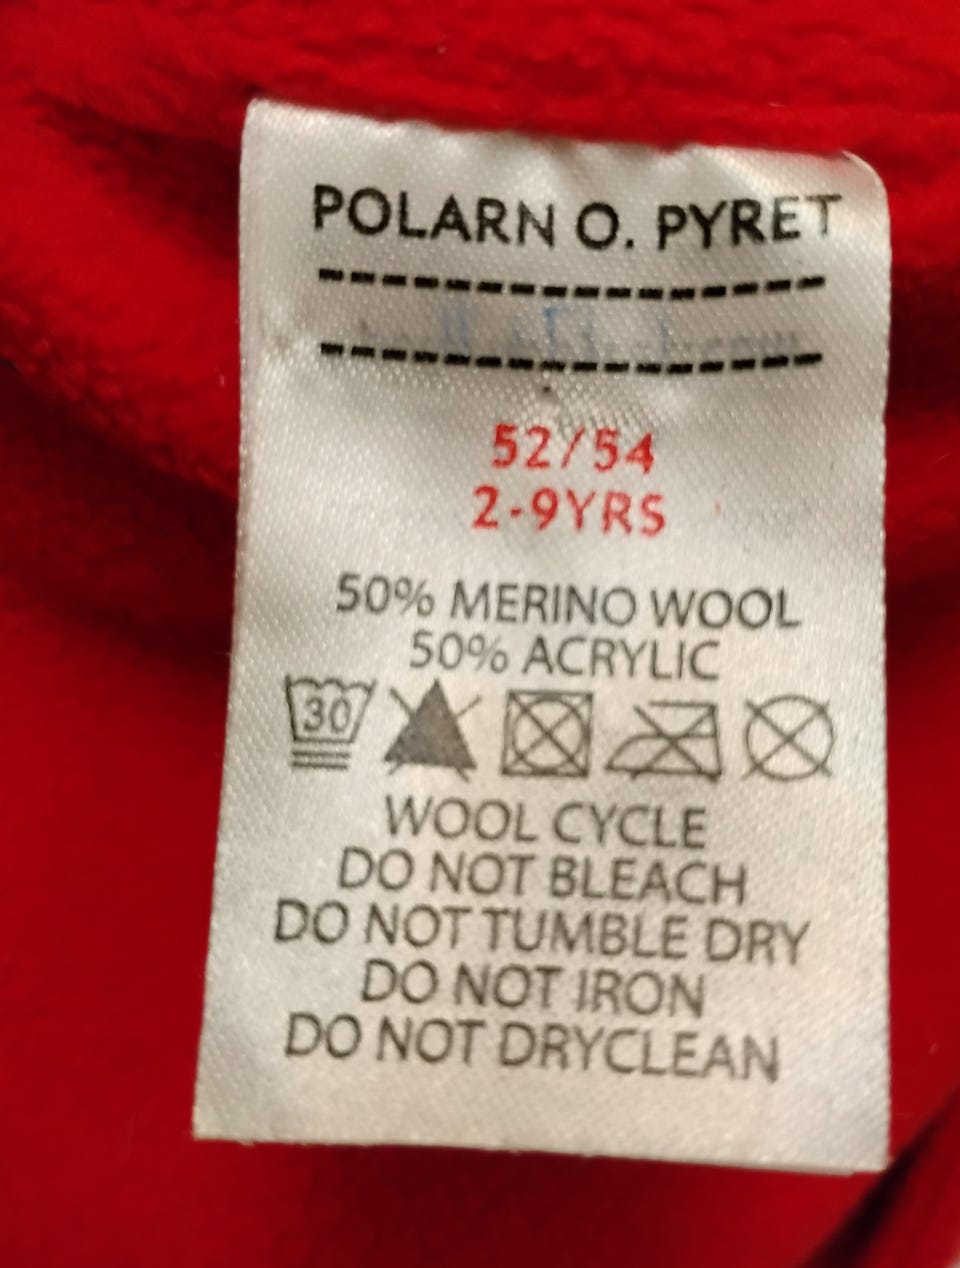 POLARN O. PYRET
52/54
2-9YRS
50% MERINO WOOL
50% ACRYLIC
30
WOOL CYCLE
DO NOT BLEACH
DO NOT TUMBLE DRY
DO NOT IRON
DO NOT DRYCLEAN